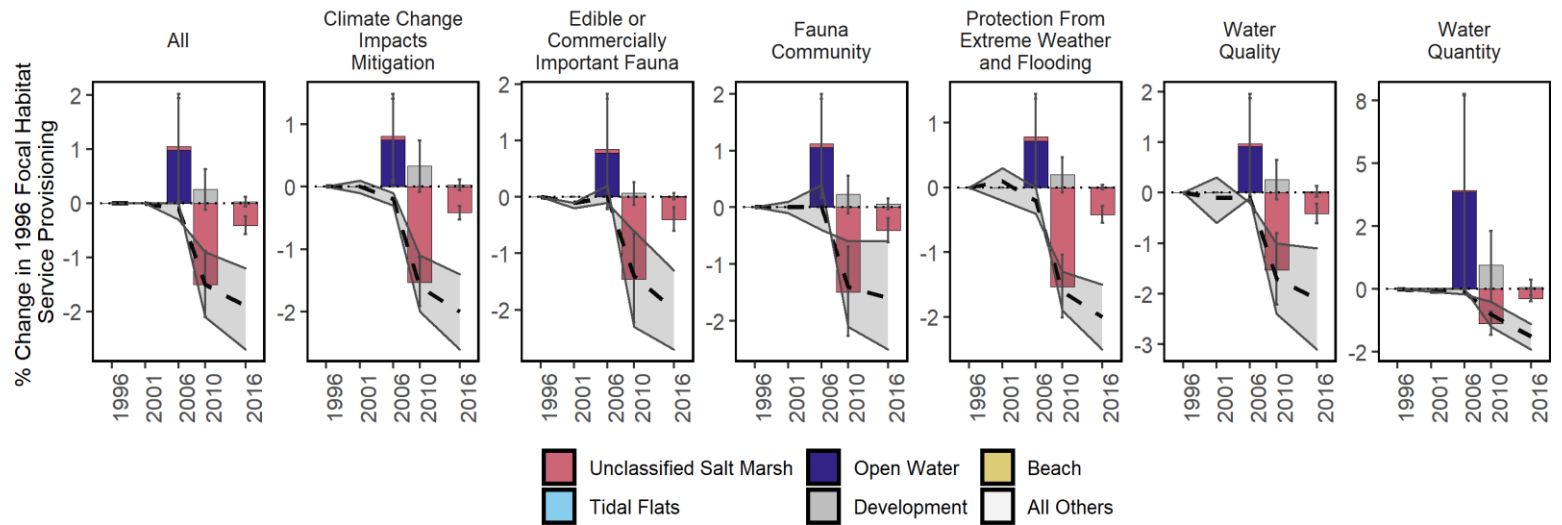 All
Climate Change
Impacts
Mitigation
Edible or
Commercially
Important Fauna
Fauna
Community
Protection From
Extreme Weather
and Flooding
Water
Quality
Water
Quantity
% Change in 1996 Focal Habitat
Service Provisioning
2
1
0
-1
-2
1
0
-1
-2
2
1
0
-1
-2
2
1
0
-1
-2
1
0
-1
-2
2
1
0
-1
-2
-3
8
5
2
0
-2
1996
2001
2006
2010
2016
1996
2001
2006
2010
2016
1996
2001
2006
2010
2016
1996
2001
2006
2010
2016
1996
2001
2006
2010
2016
1996
2001
2006
2010
2016
1996
2001
2006
2010
2016
Unclassified Salt Marsh
Open Water
Beach
Tidal Flats
Development
All Others